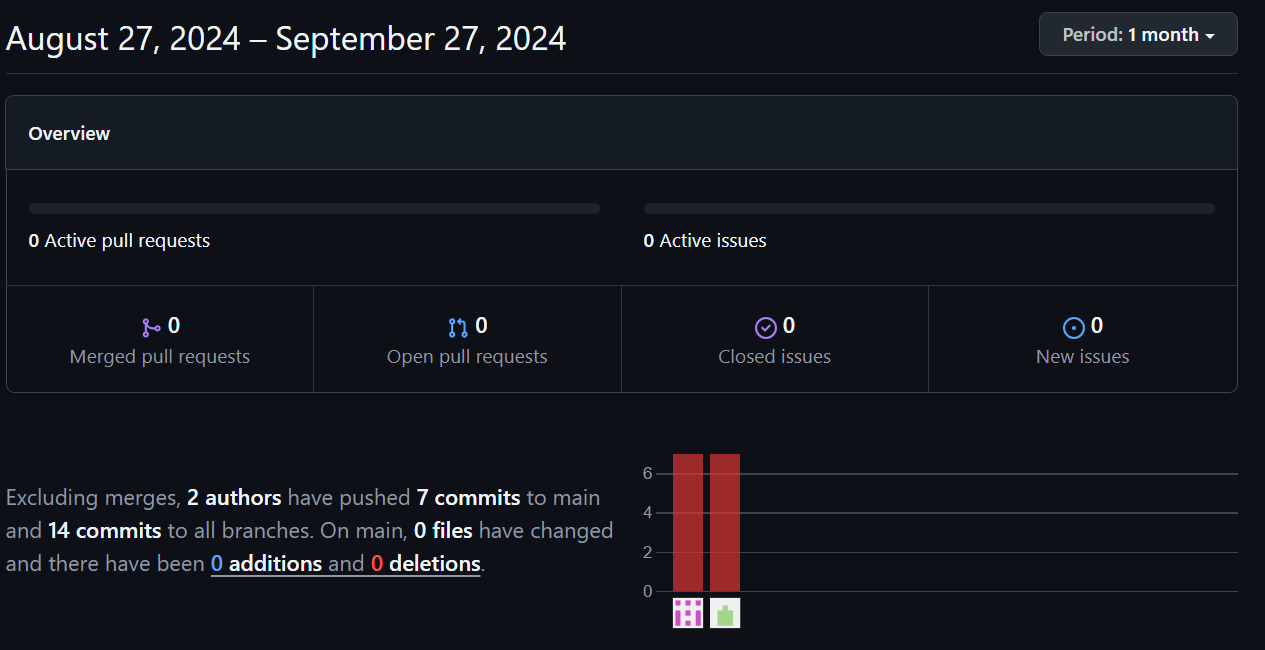 August 27, 2024 – September 27, 2024
Period: 1 month
Overview
0 Active pull requests
0 Active issues
0
Merged pull requests
0
Open pull requests
0
Closed issues
0
New issues
Excluding merges, 2 authors have pushed 7 commits to main
and 14 commits to all branches. On main, 0 files have changed
and there have been 0 additions and 0 deletions.
6
4
2
0